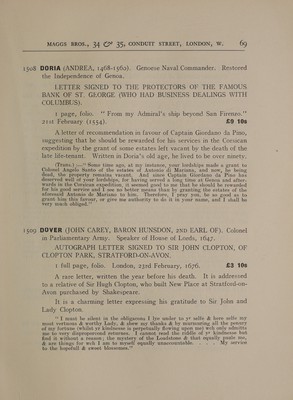 MAGGS BROS., 34 & 35, CONDUIT STREET, LONDON, W. 69
1508 DORIA (ANDREA, 1468-1560). Genoese Naval Commander. Restored
the Independence of Genoa.
LETTER SIGNED TO THE PROTECTORS OF THE FAMOUS
BANK OF ST. GEORGE (WHO HAD BUSINESS DEALINGS WITH
COLUMBUS).
1 page, folio. "From my Admiral's ship beyond San Firenzo."
21st February (1554). £9 10s
A letter of recommendation in favour of Captain Giordano da Pino,
suggesting that he should be rewarded for his services in the Corsican
expedition by the grant of some estates left vacant by the death of the
late life-tenant. Written in Doria's old age, he lived to be over ninety.
(Trans.) :—"Some time ago, at my instance, your lordships made a grant to
Colonel Angelo Santo of the estates of Antonio di Mariano, and now, he being
dead, the property remains vacant. And since Captain Giordano da Pino has
deserved well of your lordships, for having served a long time at Genoa and after-
wards in the Corsican expedition, it seemed good to me that he should be rewarded
for his good service and I see no better means than by granting the estates of the
aforesaid Antonio de Mariano to him. Therefore, I pray you, be so good as to
grant him this favour, or give me authority to do it in your name, and I shall be
very much obliged."
1509 DOVER (JOHN CAREY, BARON HUNSDON, 2ND EARL OF). Colonel
in Parliamentary Army. Speaker of House of Lords, 1647.
AUTOGRAPH LETTER SIGNED TO SIR JOHN CLOPTON, OF
CLOPTON PARK, STRATFORD-ON-AVON.
1 full page, folio. London, 22nd February, 1676. £3 10s
A race letter, written the year before his death. It is addressed
to a relative of Sir Hugh Clopton, who built New Place at Stratford-on-
Avon purchased by Shakespeare.
It is a charming letter expressing his gratitude to Sir John and
Lady Clopton.
"I must be silent in the obligacons I lye under to yr selfe & have selfe my
most vertuous & worthy Lady, & shew my thanks & by murmuring all the penury
of my fortune (whilst yr kindnesse is perpetually flowing upon me) wch only admitts
me to very disproporconed returnes. I cannot read the riddle of yr kindnesse but
find it without a reason; the mystery of the Loadstone & that equally poste me,
& are things for wch I am to myself equally unaccountable. . . . My service
to the hopefull & sweet blossomes."